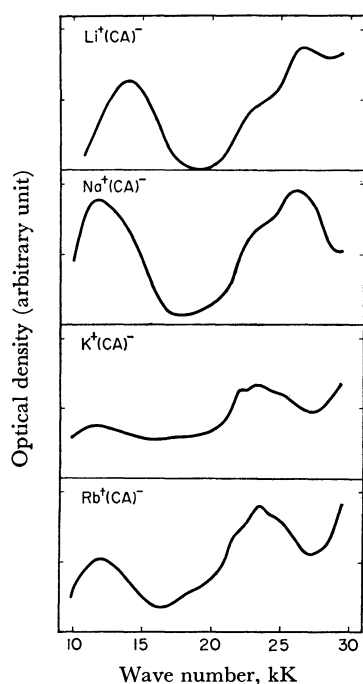 Li⁺(CA)⁻
Na⁺(CA)⁻
K⁺(CA)⁻
Rb⁺(CA)⁻
Optical density (arbitrary unit)
10 15 20 25 30
Wave number, kK